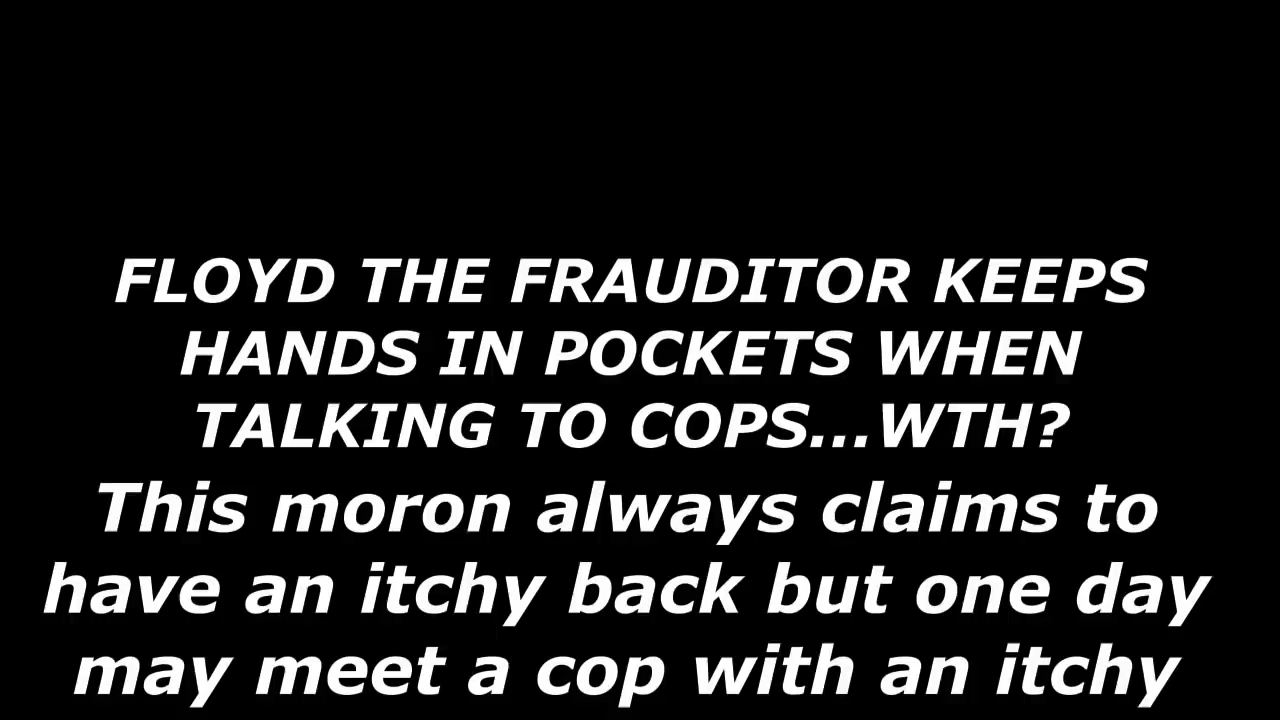 FLOYD THE FRAUDITOR KEEPS
HANDS IN POCKETS WHEN
TALKING TO COPS...WTH?
This moron always claims to
have an itchy back but one day
may meet a cop with an itchy